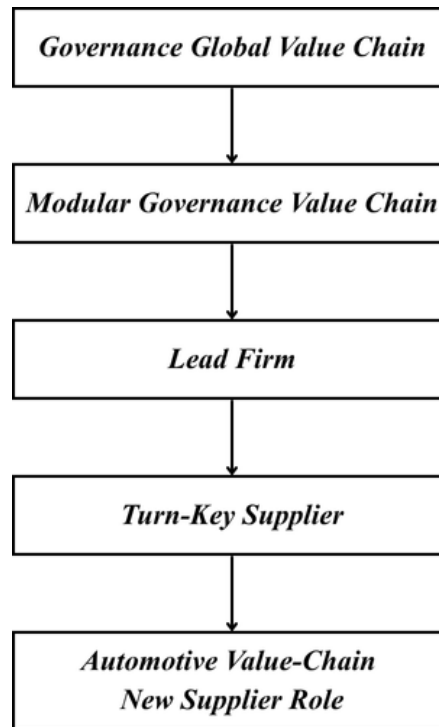 Governance Global Value Chain
Modular Governance Value Chain
Lead Firm
Turn-Key Supplier
Automotive Value-Chain
New Supplier Role